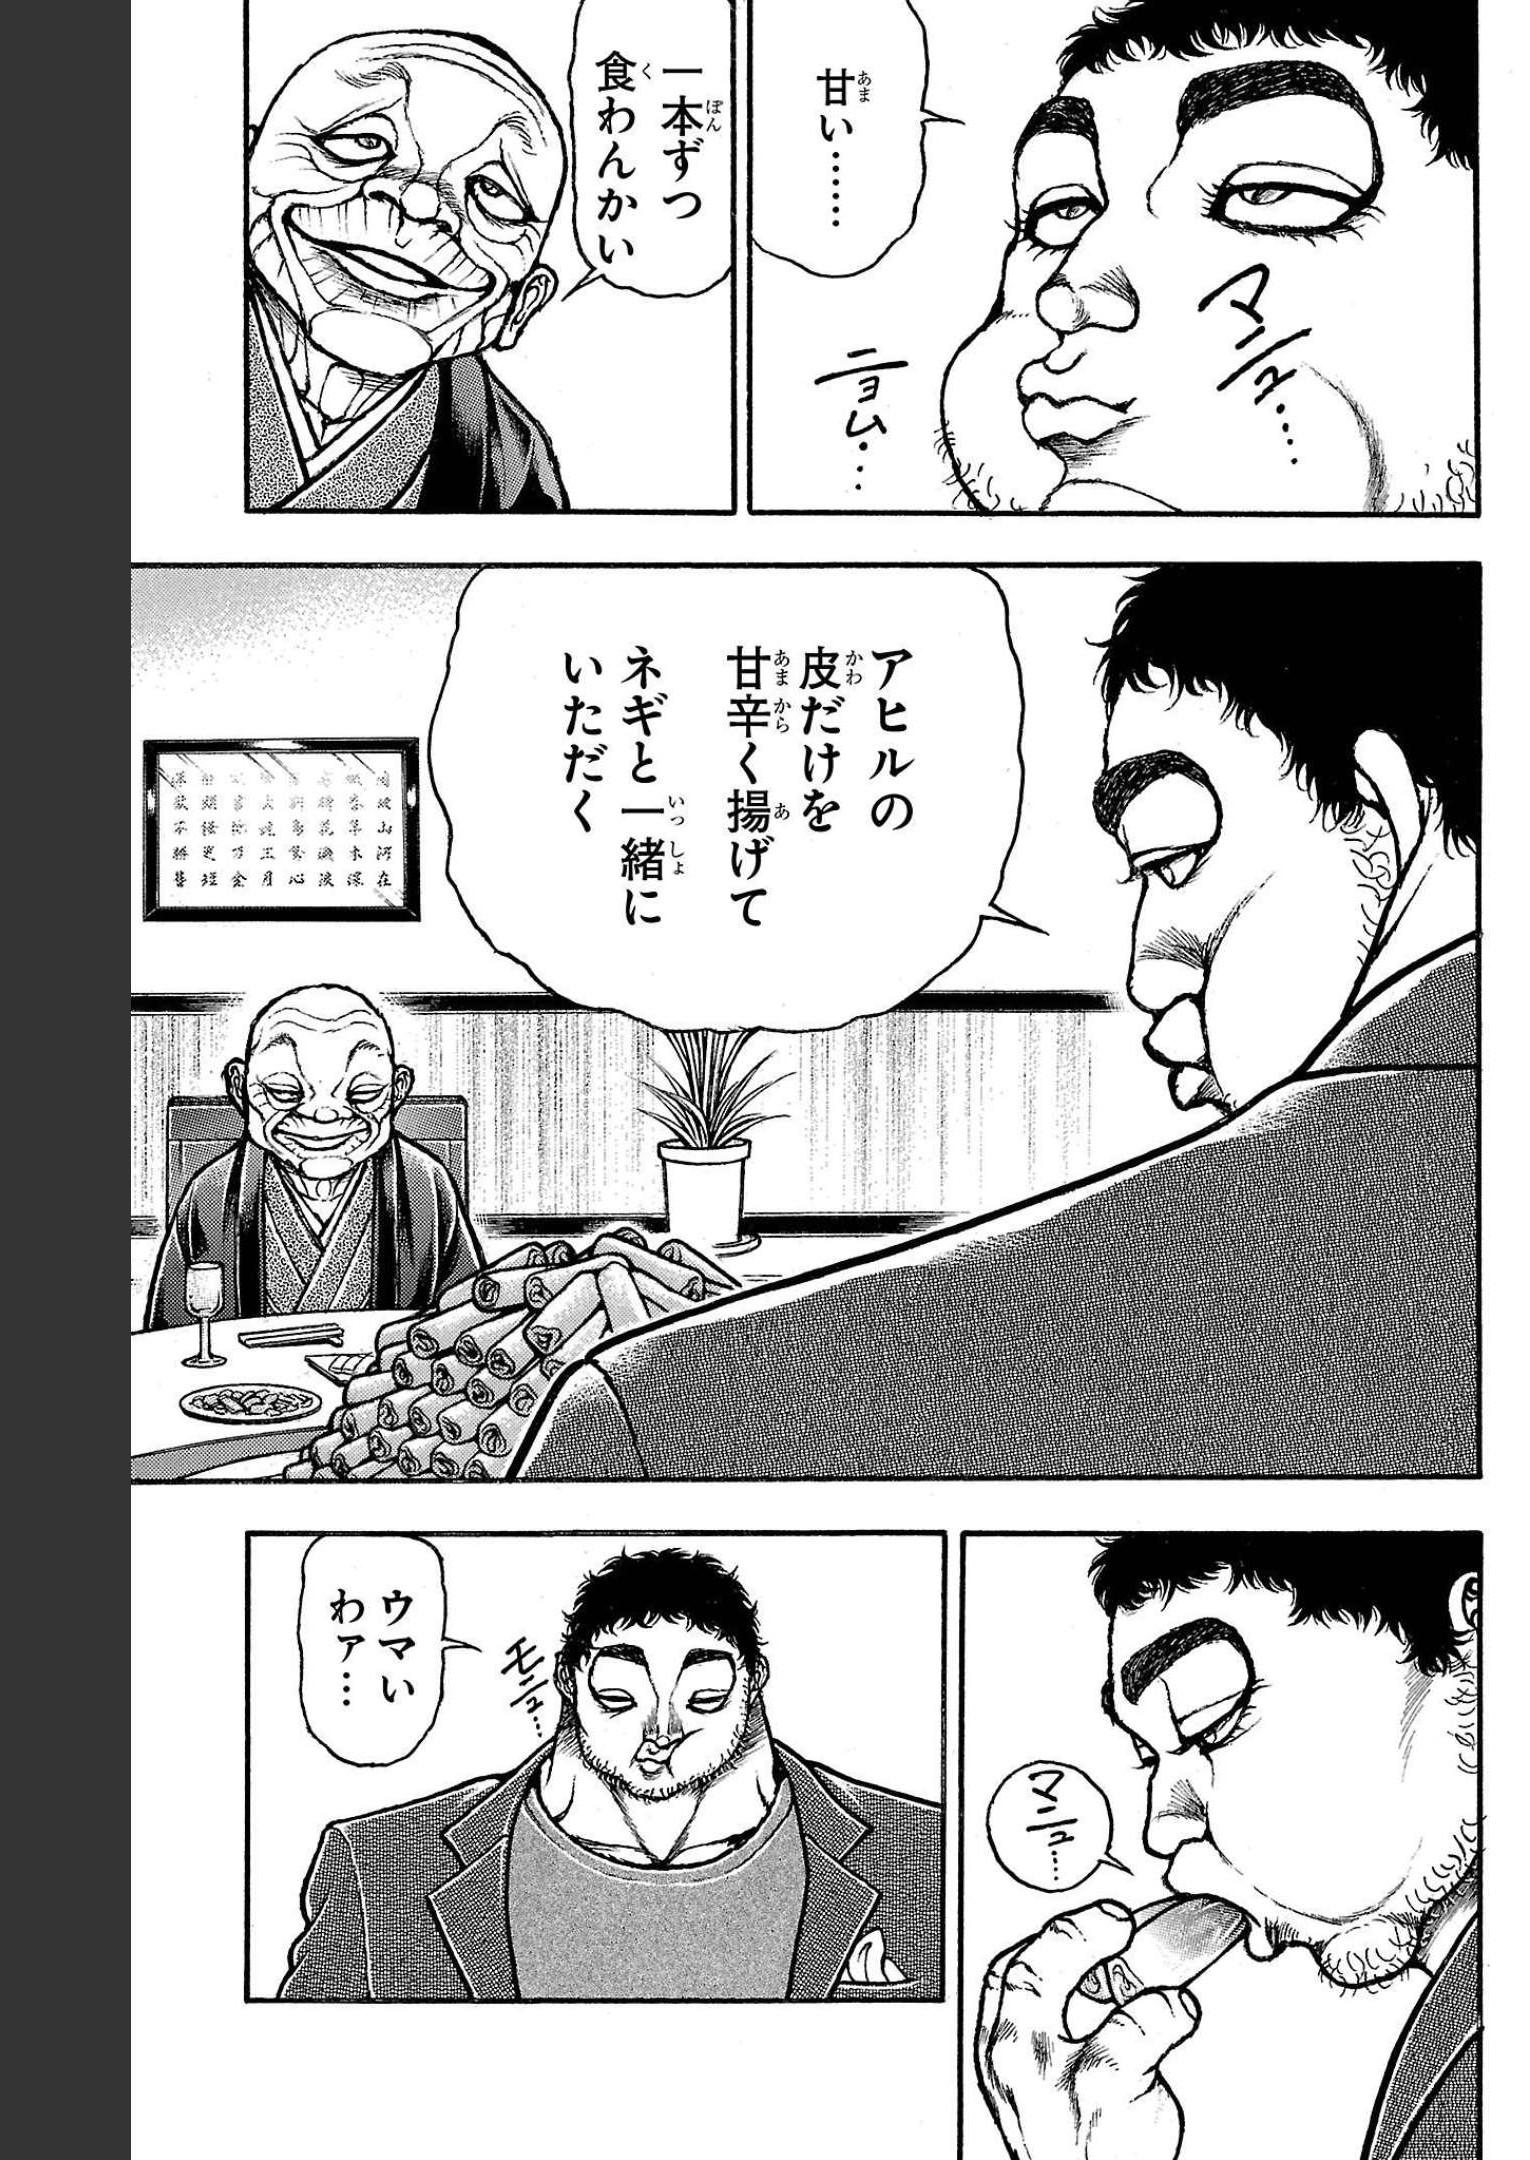 甘い……
マニュ…
ニョム…
一本ずつ
食わんかい
アヒルの
皮だけを
甘辛く揚げて
ネギと一緒に
いただく
マニュ…
モニュ…
ウマい
わァ…